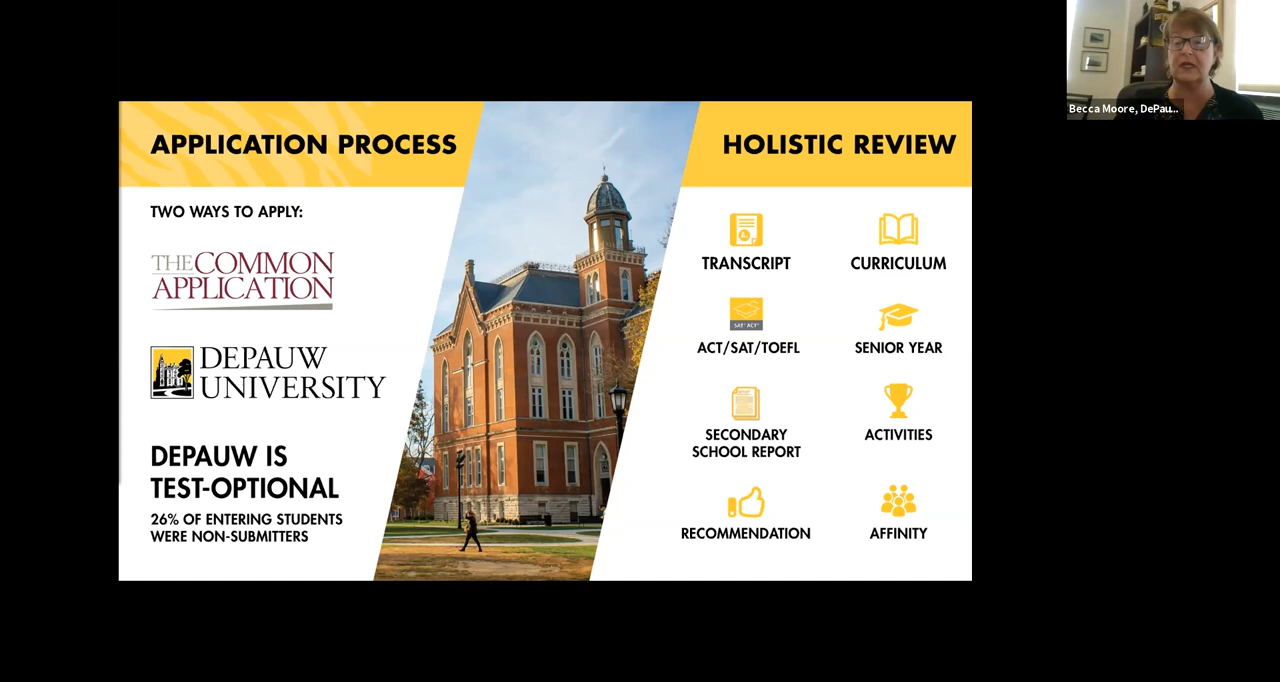 Becca Moore, DePau...
APPLICATION PROCESS
HOLISTIC REVIEW
TWO WAYS TO APPLY:
THE COMMON
APPLICATION
DEPAUW
UNIVERSITY
DEPAUW IS
TEST-OPTIONAL
26% OF ENTERING STUDENTS
WERE NON-SUBMITTERS
TRANSCRIPT
CURRICULUM
SAT® ACT®
ACT/SAT/TOEFL
SENIOR YEAR
SECONDARY
SCHOOL REPORT
ACTIVITIES
RECOMMENDATION
AFFINITY